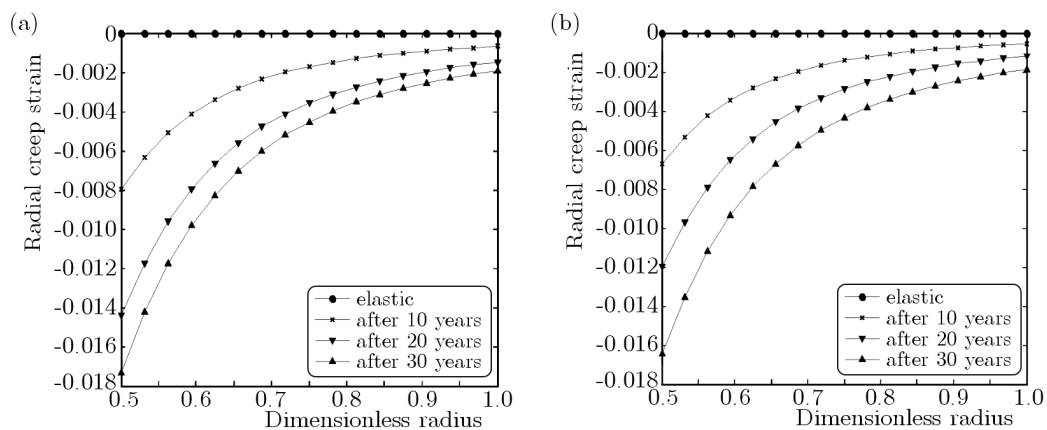 (a)
Radial creep strain
0
-0.002
-0.004
-0.006
-0.008
-0.010
-0.012
-0.014
-0.016
-0.018
0.5 0.6 0.7 0.8 0.9 1.0
Dimensionless radius
elastic
after 10 years
after 20 years
after 30 years
(b)
Radial creep strain
0
-0.002
-0.004
-0.006
-0.008
-0.010
-0.012
-0.014
-0.016
-0.018
0.5 0.6 0.7 0.8 0.9 1.0
Dimensionless radius
elastic
after 10 years
after 20 years
after 30 years